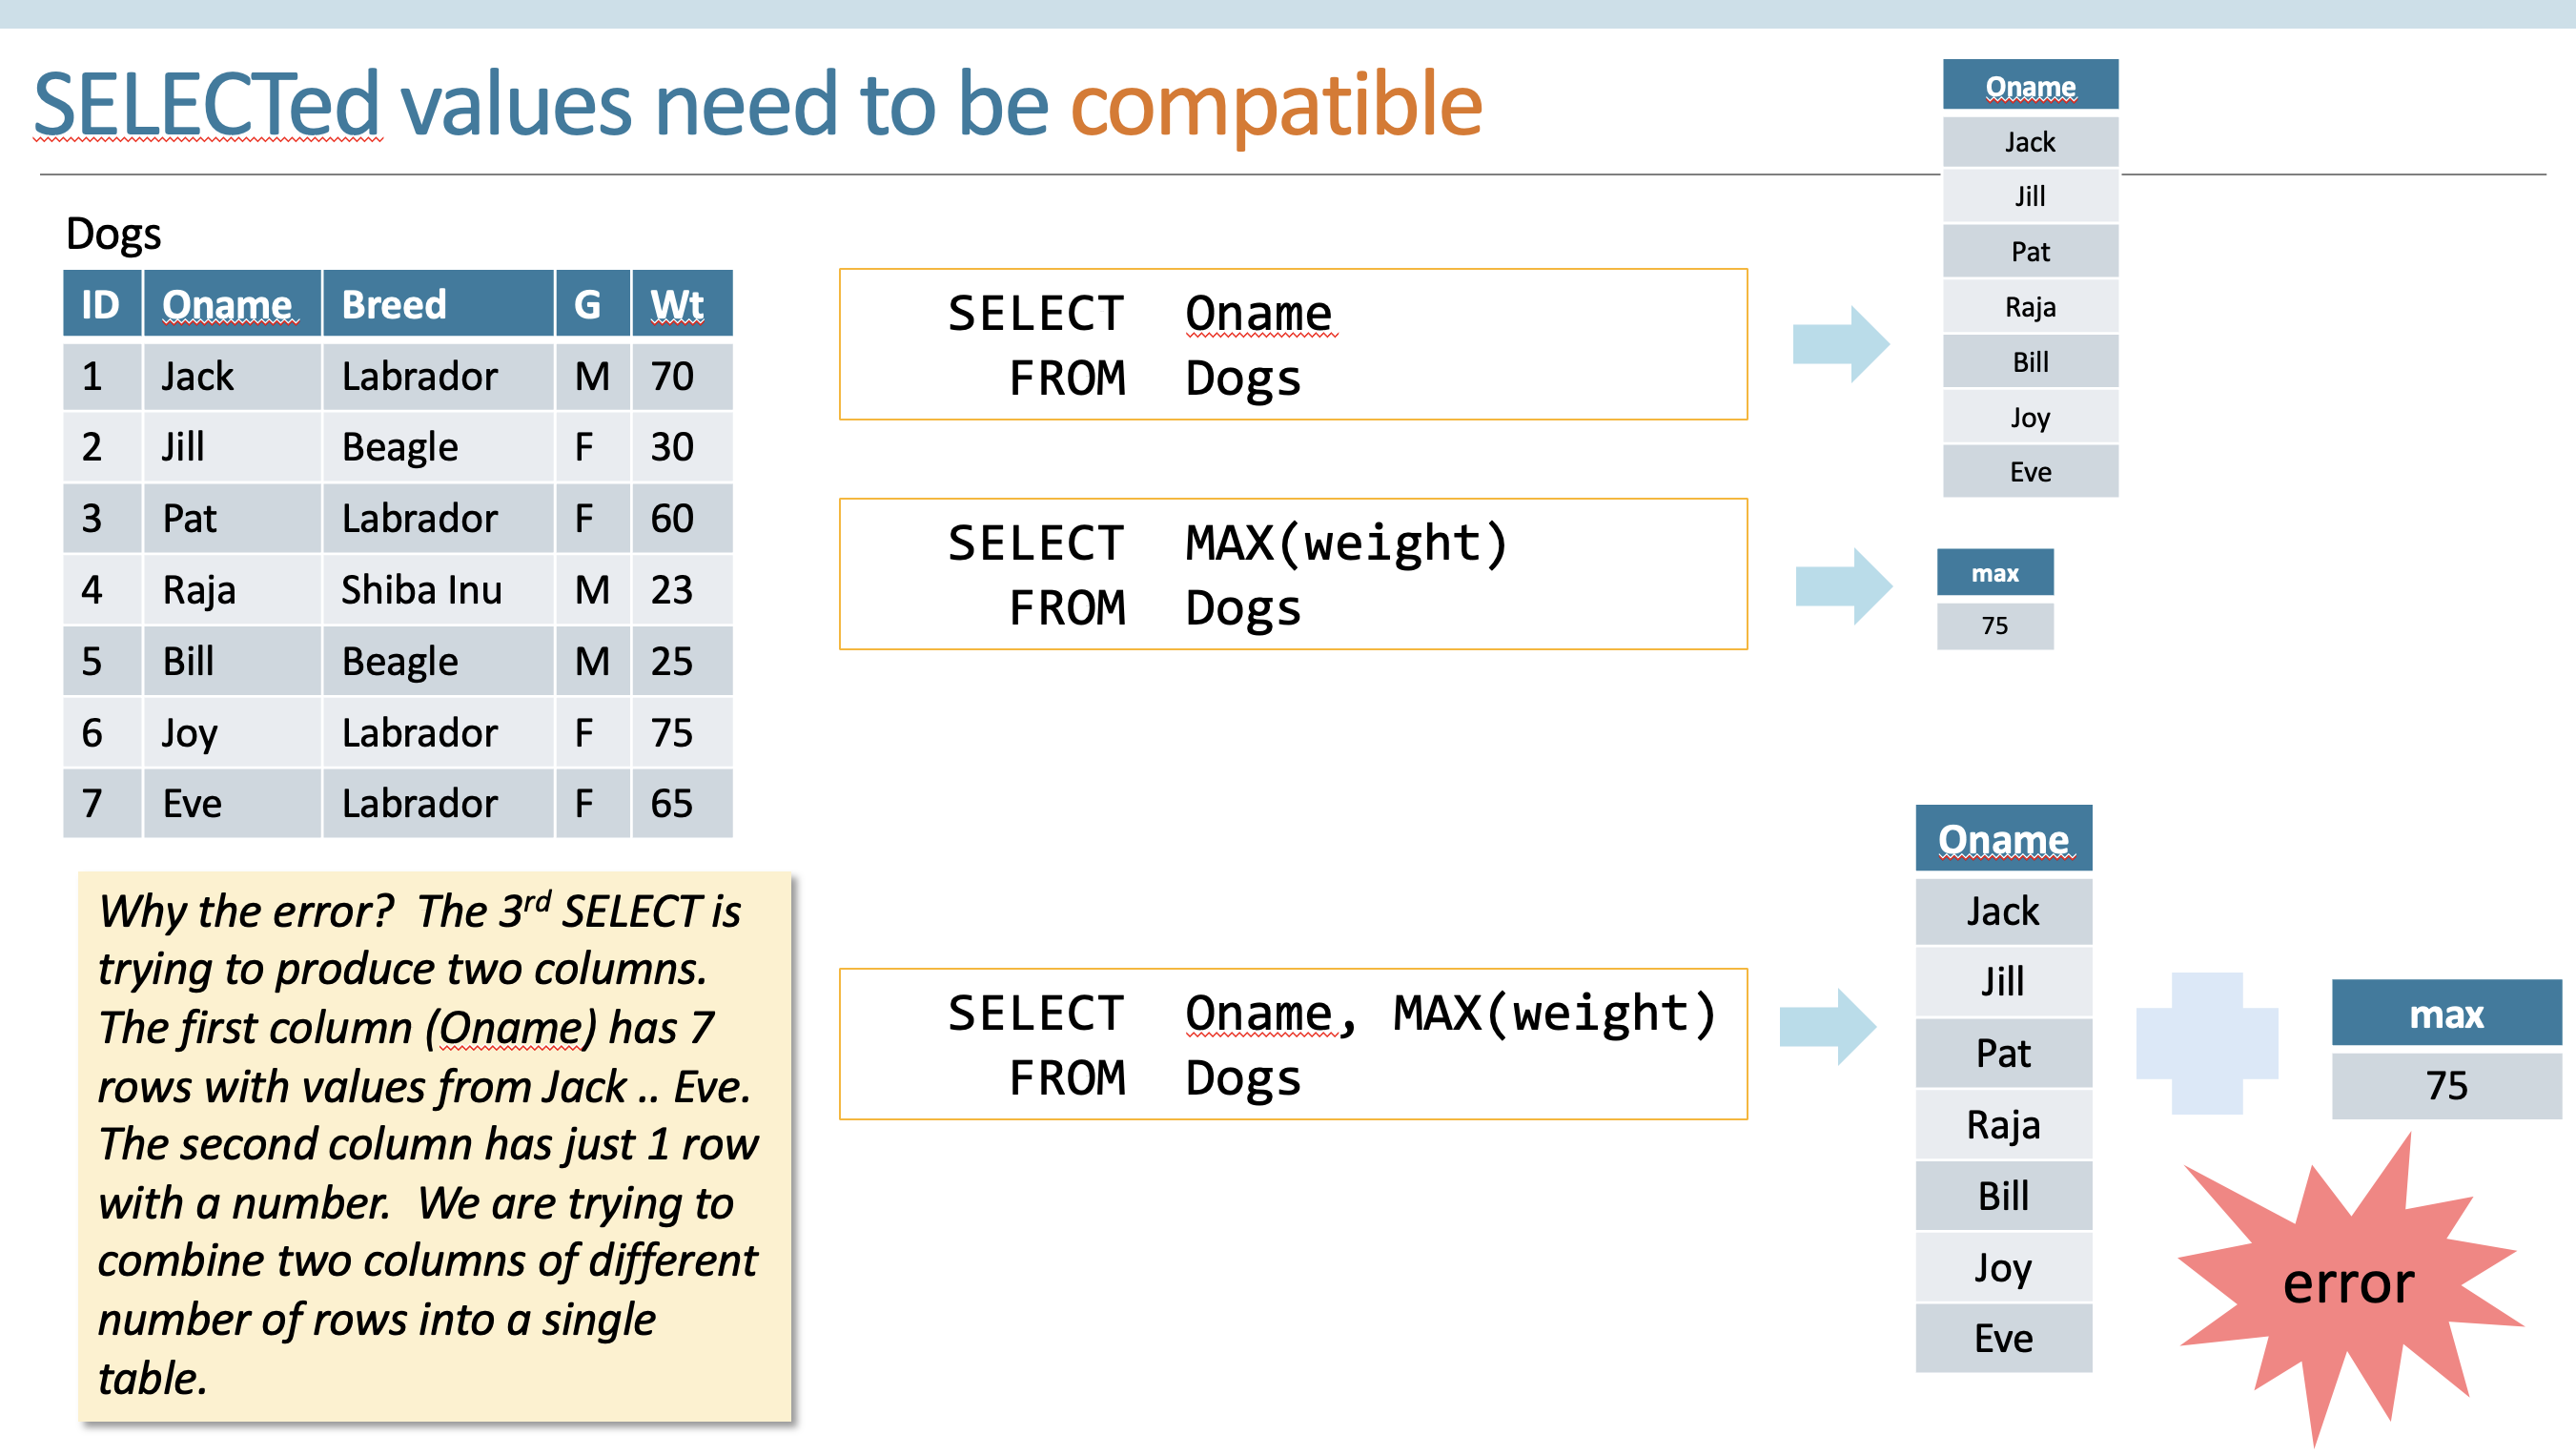 SELECTed values need to be compatible
Dogs
ID Oname Breed G Wt
1 Jack Labrador M 70
2 Jill Beagle F 30
3 Pat Labrador F 60
4 Raja Shiba Inu M 23
5 Bill Beagle M 25
6 Joy Labrador F 75
7 Eve Labrador F 65
Why the error? The 3rd SELECT is
trying to produce two columns.
The first column (Oname) has 7
rows with values from Jack .. Eve.
The second column has just 1 row
with a number. We are trying to
combine two columns of different
number of rows into a single
table.
SELECT Oname
FROM Dogs
Oname
Jack
Jill
Pat
Raja
Bill
Joy
Eve
SELECT MAX(weight)
FROM Dogs
max
75
SELECT Oname, MAX(weight)
FROM Dogs
Oname
Jack
Jill
Pat
Raja
Bill
Joy
Eve
max
75
error